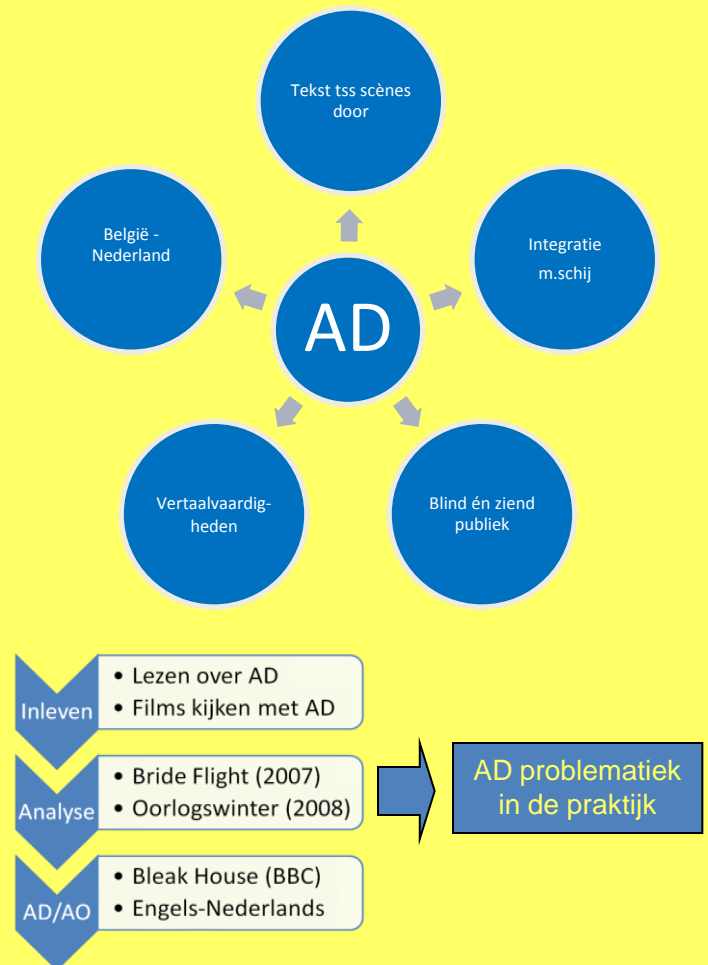 Tekst tss scènes
door
België -
Nederland
Integratie
m.schij
AD
Vertaalvaardig-
heden
Blind én ziend
publiek
Inleven
• Lezen over AD
• Films kijken met AD
Analyse
• Bride Flight (2007)
• Oorlogswinter (2008)
AD problematiek
in de praktijk
AD/AO
• Bleak House (BBC)
• Engels-Nederlands